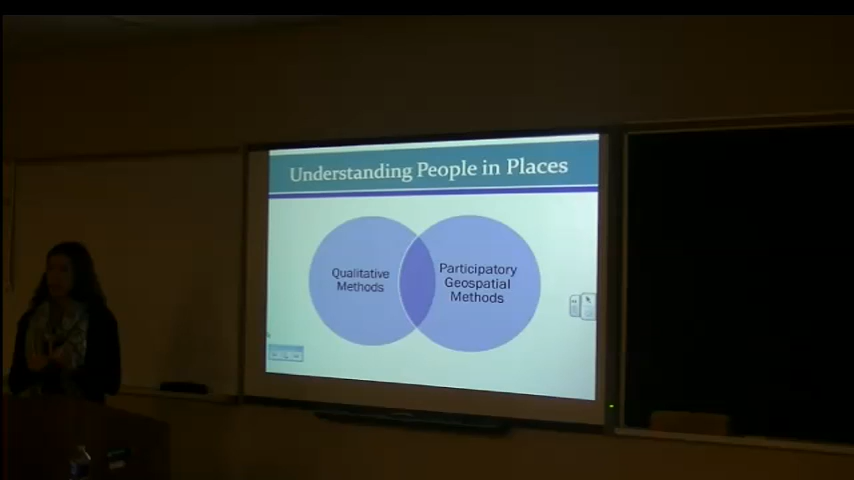 Understanding People in Places
Qualitative
Methods
Participatory
Geospatial
Methods